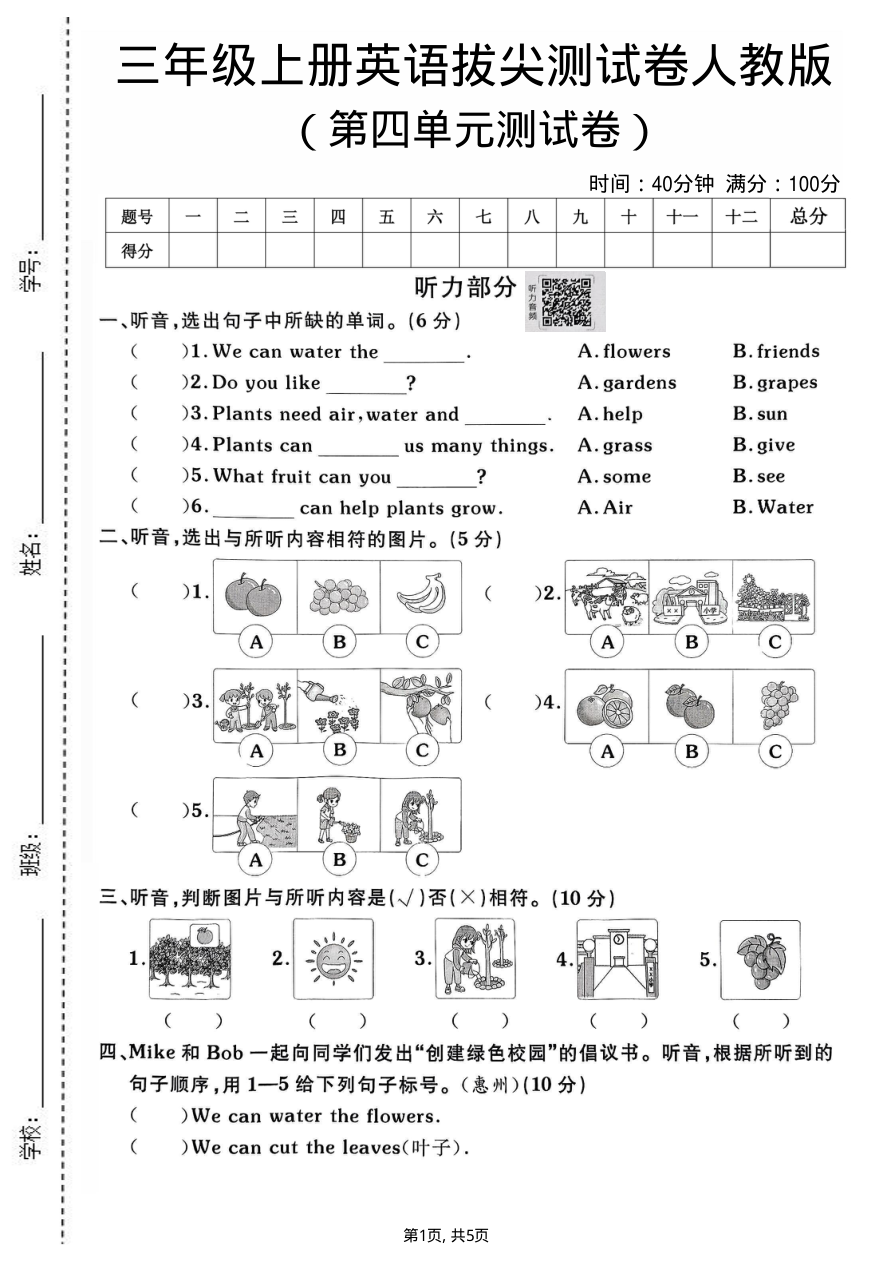 三年级上册英语拔尖测试卷人教版
（第四单元测试卷）
时间：40分钟 满分：100分
题号 一 二 三 四 五 六 七 八 九 十 十一 十二 总分
得分
听力部分
听力音频
一、听音,选出句子中所缺的单词。(6 分)
( )1. We can water the ________. A. flowers B. friends
( )2. Do you like ________? A. gardens B. grapes
( )3. Plants need air, water and ________. A. help B. sun
( )4. Plants can ________ us many things. A. grass B. give
( )5. What fruit can you ________? A. some B. see
( )6. ________ can help plants grow. A. Air B. Water
二、听音,选出与所听内容相符的图片。(5 分)
( )1. ( )2.
××小学
A B C A B C
( )3. ( )4.
A B C A B C
( )5.
A B C
三、听音,判断图片与所听内容是(√)否(×)相符。(10 分)
1. 2. 3. 4. 5.
××小学
( ) ( ) ( ) ( ) ( )
四、Mike 和 Bob 一起向同学们发出“创建绿色校园”的倡议书。听音,根据所听到的
句子顺序,用 1—5 给下列句子标号。(惠州)(10 分)
( )We can water the flowers.
( )We can cut the leaves(叶子).
学号：
姓名：
班级：
学校：
第1页, 共5页